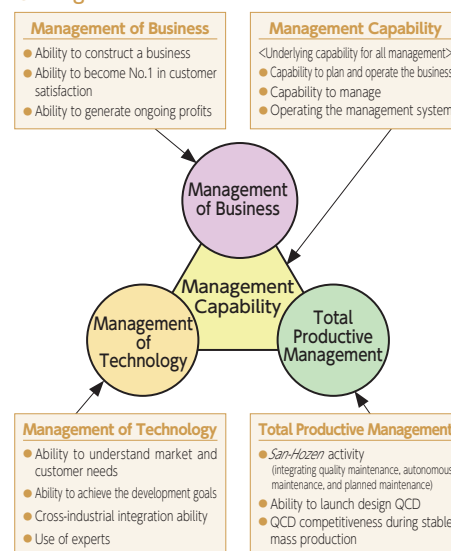 Management of Business
● Ability to construct a business
● Ability to become No.1 in customer
satisfaction
● Ability to generate ongoing profits
Management Capability
<Underlying capability for all management>
● Capability to plan and operate the business
● Capability to manage
● Operating the management system
Management
of Business
Management
Capability
Management
of
Technology
Total
Productive
Management
Management of Technology
● Ability to understand market and
customer needs
● Ability to achieve the development goals
● Cross-industrial integration ability
● Use of experts
Total Productive Management
● San-Hozen activity
(integrating quality maintenance, autonomous
maintenance, and planned maintenance)
● Ability to launch design QCD
● QCD competitiveness during stable
mass production